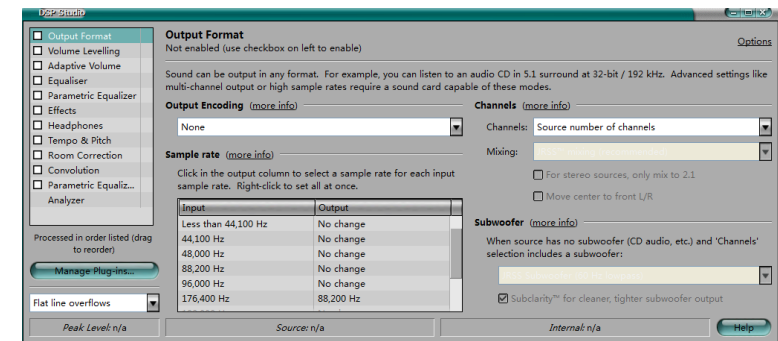 DSP Studio
Output Format
Volume Levelling
Adaptive Volume
Equaliser
Parametric Equalizer
Effects
Headphones
Tempo & Pitch
Room Correction
Convolution
Parametric Equaliz...
Analyzer
Processed in order listed (drag
to reorder)
Manage Plug-ins...
Flat line overflows
Output Format
Not enabled (use checkbox on left to enable)
Options
Sound can be output in any format. For example, you can listen to an audio CD in 5.1 surround at 32-bit / 192 kHz. Advanced settings like
multi-channel output or high sample rates require a sound card capable of these modes.
Output Encoding (more info)
None
Sample rate (more info)
Click in the output column to select a sample rate for each input
sample rate. Right-click to set all at once.
Input Output
Less than 44,100 Hz No change
44,100 Hz No change
48,000 Hz No change
88,200 Hz No change
96,000 Hz No change
176,400 Hz 88,200 Hz
Channels (more info)
Channels: Source number of channels
Mixing:
For stereo sources, only mix to 2.1
Move center to front L/R
Subwoofer (more info)
When source has no subwoofer (CD audio, etc.) and 'Channels'
selection includes a subwoofer:
Subclarity™ for cleaner, tighter subwoofer output
Peak Level: n/a
Source: n/a
Internal: n/a
Help